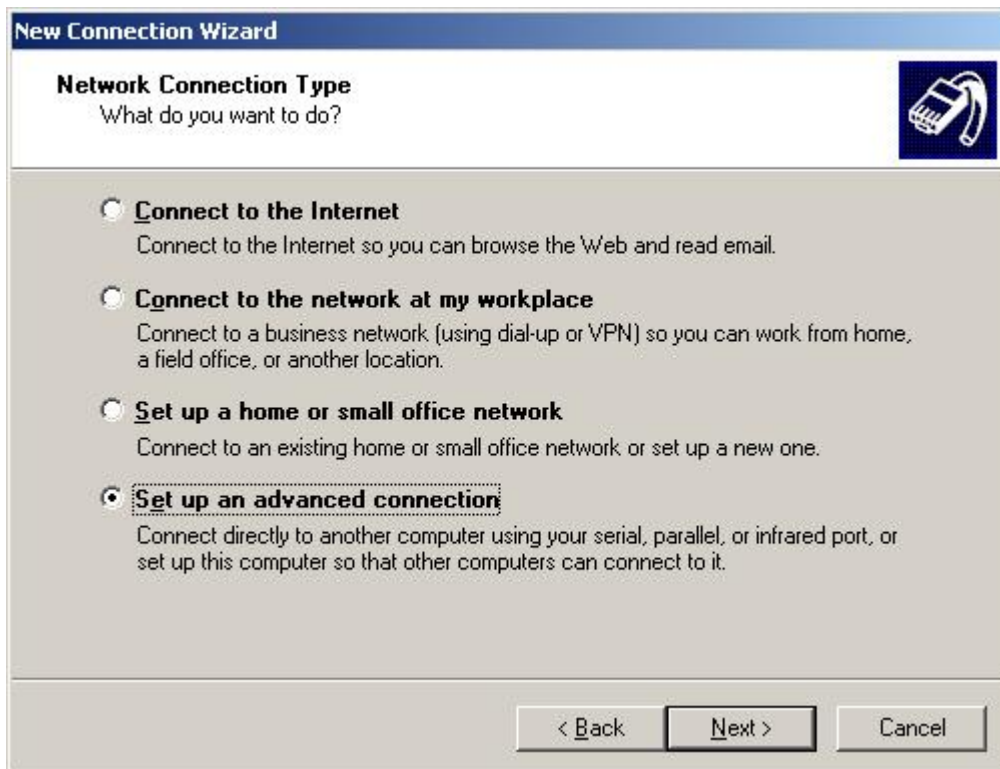 New Connection Wizard
Network Connection Type
What do you want to do?
Connect to the Internet
Connect to the Internet so you can browse the Web and read email.
Connect to the network at my workplace
Connect to a business network (using dial-up or VPN) so you can work from home,
a field office, or another location.
Set up a home or small office network
Connect to an existing home or small office network or set up a new one.
Set up an advanced connection
Connect directly to another computer using your serial, parallel, or infrared port, or
set up this computer so that other computers can connect to it.
< Back Next > Cancel